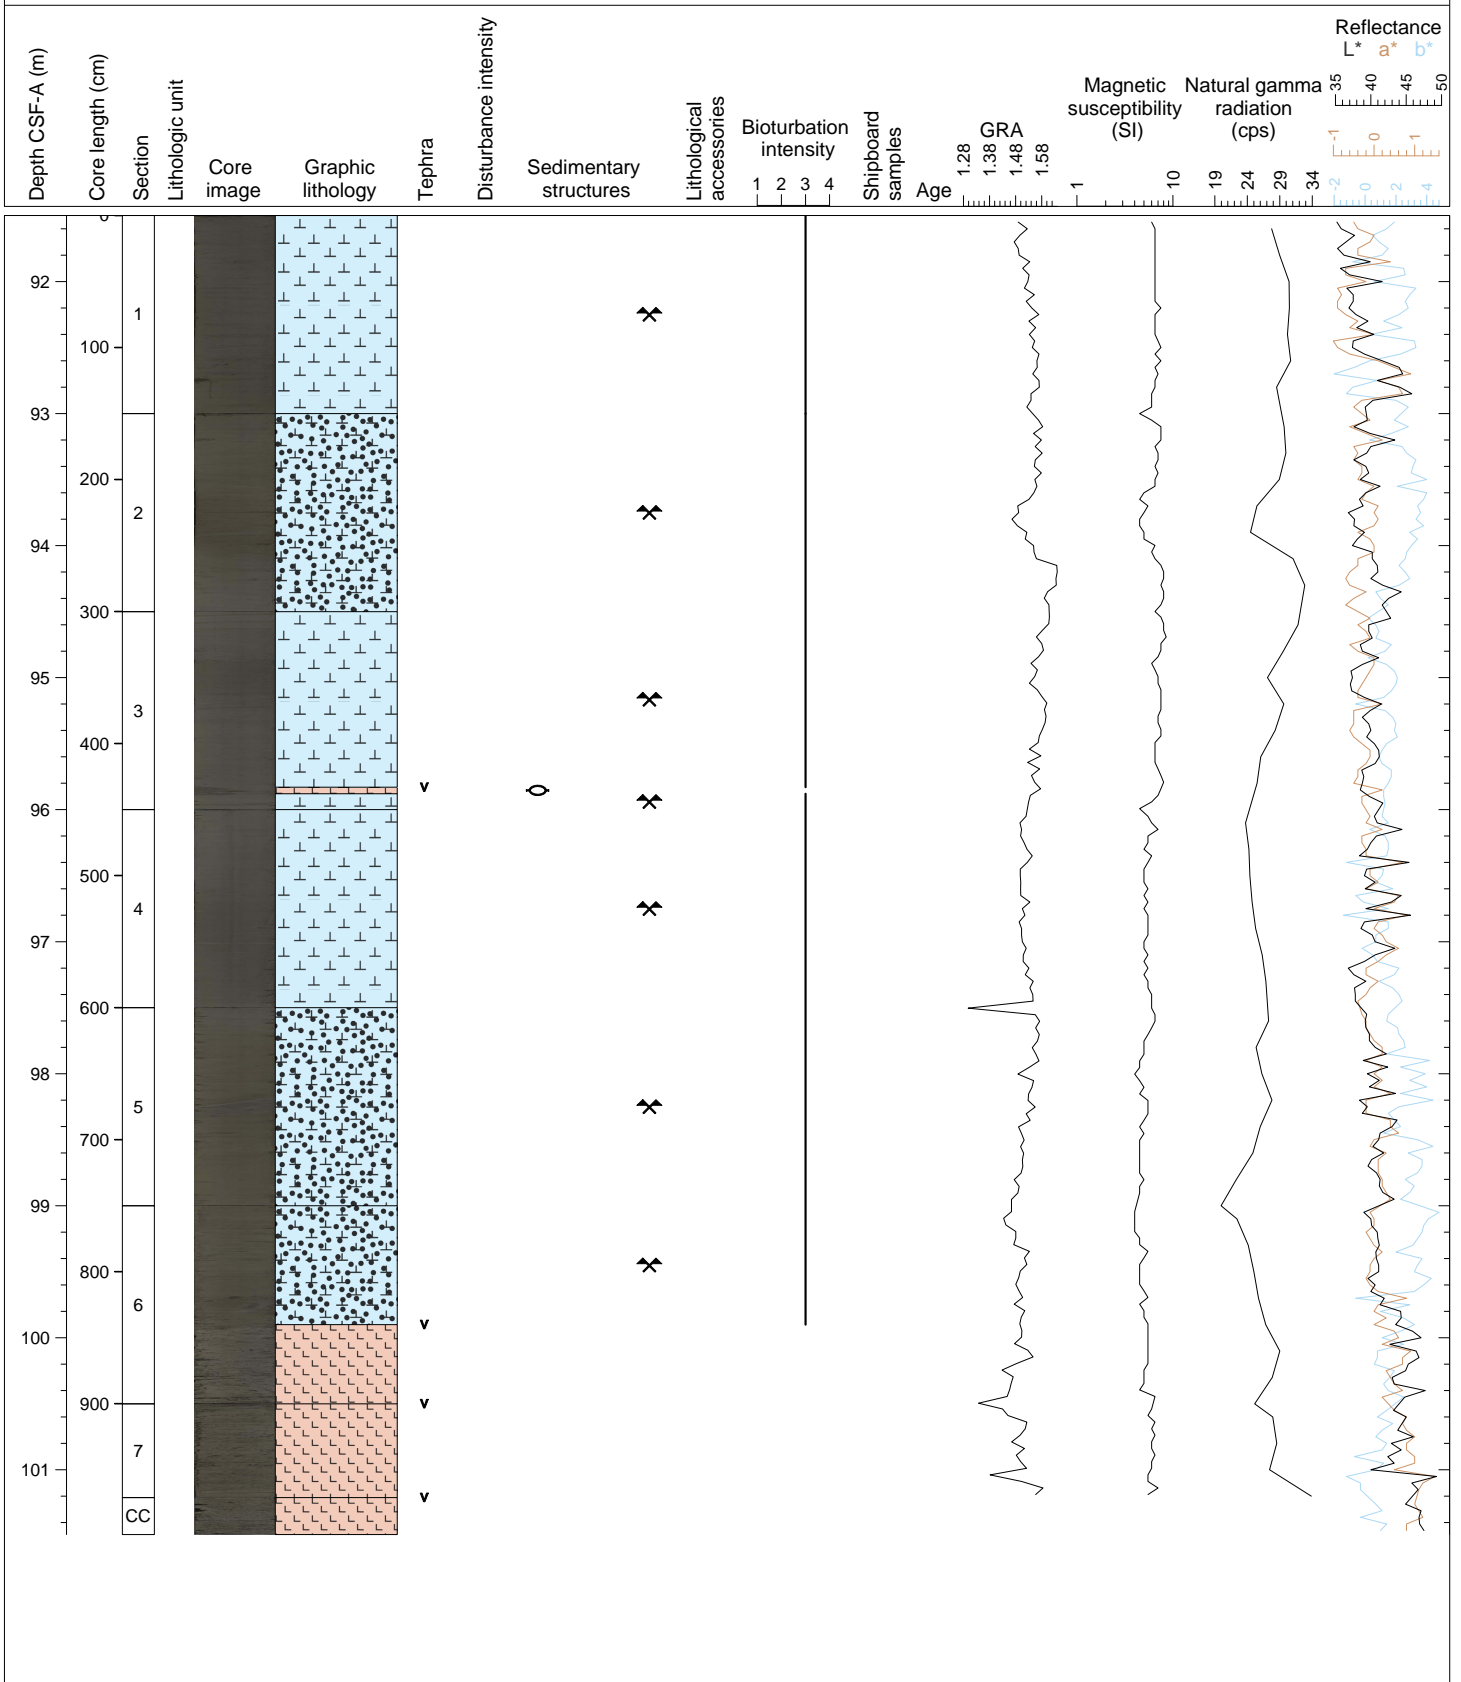 Depth CSF-A (m)
Core length (cm)
Section
Lithologic unit
Core
image
Graphic
lithology
Tephra
Disturbance intensity
Sedimentary
structures
Lithological
accessories
Bioturbation
intensity
1 2 3 4
Shipboard
samples
Age
GRA
1.28 1.38 1.48 1.58
Magnetic
susceptibility
(SI)
1 10
Natural gamma
radiation
(cps)
19 24 29 34
Reflectance
L* a* b*
35 40 45 50
-1 0 1
-2 0 2 4
0
92
1
100
93
200
2
94
300
95
3
400
v
96
500
4
97
600
98
5
700
99
800
6
v
100
900
v
7
101
v
CC